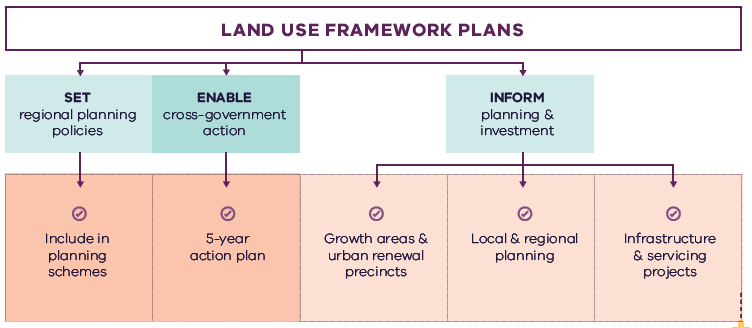 LAND USE FRAMEWORK PLANS
SET
regional planning
policies
ENABLE
cross-government
action
INFORM
planning &
investment
Include in
planning
schemes
5-year
action plan
Growth areas &
urban renewal
precincts
Local & regional
planning
Infrastructure
& servicing
projects